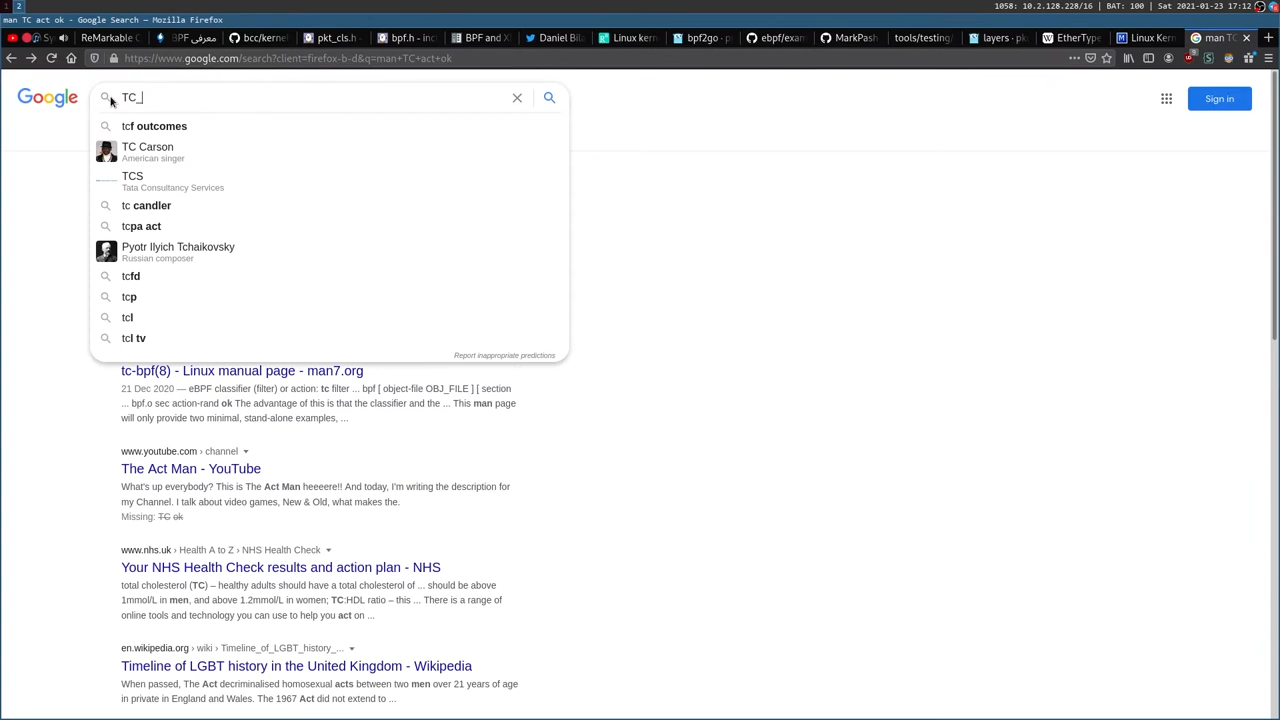 1 2
1058: 10.2.128.228/16 | BAT: 100 | Sat 2021-01-23 17:12
man TC act ok - Google Search — Mozilla Firefox
ReMarkable BPF معرفی bcc/kernel pkt_cls.h bpf.h - inc BPF and X Daniel Bi Linux kern bpf2go - p ebpf/exam MarkPash tools/testing/ layers - pk EtherType Linux Kern man TC
https://www.google.com/search?client=firefox-b-d&q=man+TC+act+ok
Google
TC_
Sign in
tcf outcomes
TC Carson
American singer
TCS
Tata Consultancy Services
tc candler
tcpa act
Pyotr Ilyich Tchaikovsky
Russian composer
tcfd
tcp
tcl
tcl tv
Report inappropriate predictions
tc-bpf(8) - Linux manual page - man7.org
21 Dec 2020 — eBPF classifier (filter) or action: tc filter ... bpf [ object-file OBJ_FILE ] [ section
... bpf.o sec action-rand ok The advantage of this is that the classifier and the ... This man page
will only provide two minimal, stand-alone examples, ...
www.youtube.com › channel
The Act Man - YouTube
What's up everybody? This is The Act Man heeeere!! And today, I'm writing the description for
my Channel. I talk about video games, New & Old, what makes the.
Missing: TC ok
www.nhs.uk › Health A to Z › NHS Health Check
Your NHS Health Check results and action plan - NHS
total cholesterol (TC) – healthy adults should have a total cholesterol of ... should be above
1mmol/L in men, and above 1.2mmol/L in women; TC:HDL ratio – this ... There is a range of
online tools and technology you can use to help you act on ...
en.wikipedia.org › wiki › Timeline_of_LGBT_history_...
Timeline of LGBT history in the United Kingdom - Wikipedia
When passed, The Act decriminalised homosexual acts between two men over 21 years of age
in private in England and Wales. The 1967 Act did not extend to ...